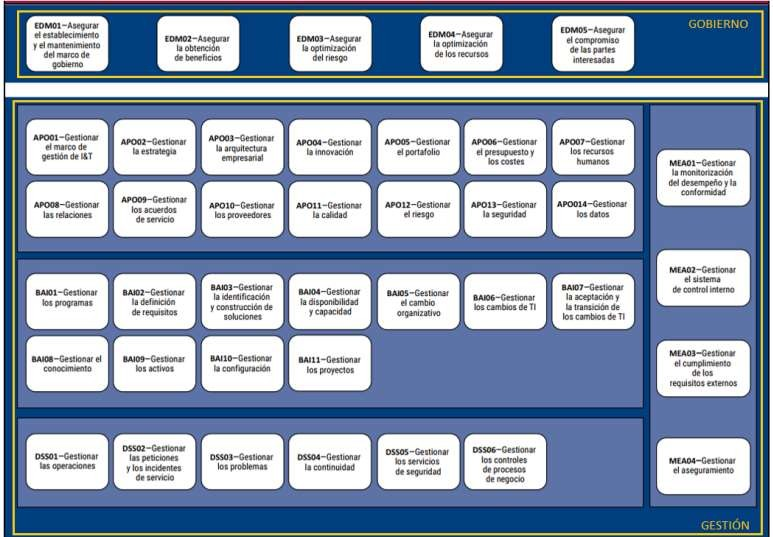 GOBIERNO
EDM01—Asegurar
el establecimiento
y el mantenimiento
del marco de
gobierno
EDM02—Asegurar
la obtención
de beneficios
EDM03—Asegurar
la optimización
del riesgo
EDM04—Asegurar
la optimización
de los recursos
EDM05—Asegurar
el compromiso
de las partes
interesadas
APO01—Gestionar
el marco de
gestión de I&T
APO02—Gestionar
la estrategia
APO03—Gestionar
la arquitectura
empresarial
APO04—Gestionar
la innovación
APO05—Gestionar
el portafolio
APO06—Gestionar
el presupuesto y
los costes
APO07—Gestionar
los recursos
humanos
APO08—Gestionar
las relaciones
APO09—Gestionar
los acuerdos
de servicio
APO10—Gestionar
los proveedores
APO11—Gestionar
la calidad
APO12—Gestionar
el riesgo
APO13—Gestionar
la seguridad
APO014—Gestionar
los datos
BAI01—Gestionar
los programas
BAI02—Gestionar
la definición
de requisitos
BAI03—Gestionar
la identificación
y construcción de
soluciones
BAI04—Gestionar
la disponibilidad
y capacidad
BAI05—Gestionar
el cambio
organizativo
BAI06—Gestionar
los cambios de TI
BAI07—Gestionar
la aceptación y
la transición de
los cambios de TI
BAI08—Gestionar el
conocimiento
BAI09—Gestionar
los activos
BAI10—Gestionar
la configuración
BAI11—Gestionar
los proyectos
DSS01—Gestionar
las operaciones
DSS02—Gestionar
las peticiones
y los incidentes
de servicio
DSS03—Gestionar
los problemas
DSS04—Gestionar
la continuidad
DSS05—Gestionar
los servicios
de seguridad
DSS06—Gestionar
los controles
de procesos
de negocio
MEA01—Gestionar
la monitorización
del desempeño y la
conformidad
MEA02—Gestionar
el sistema
de control interno
MEA03—Gestionar
el cumplimiento
de los
requisitos externos
MEA04—Gestionar
el aseguramiento
GESTIÓN